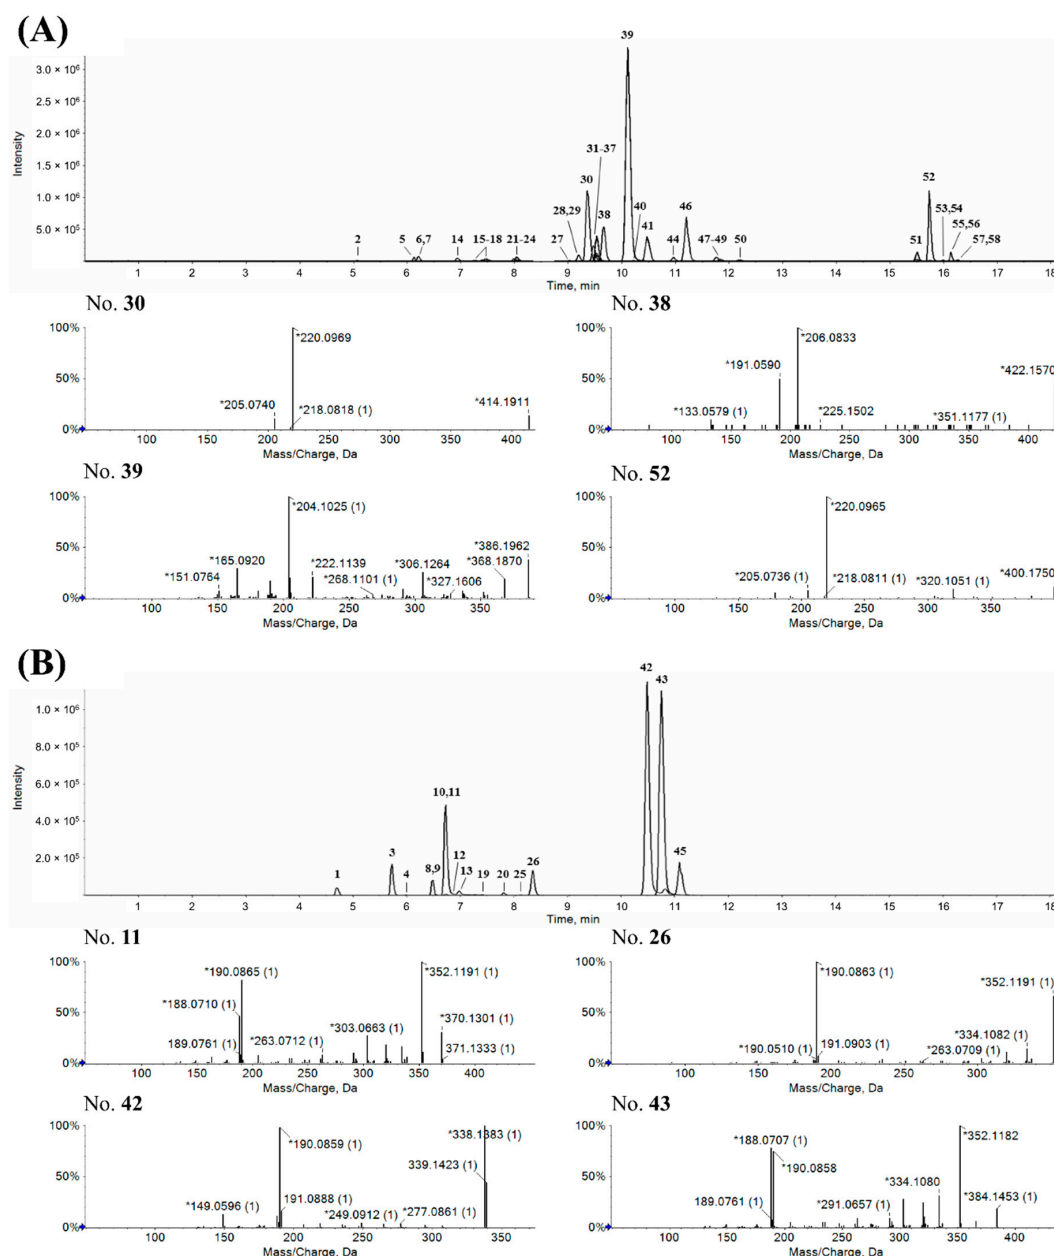 (A)
39
3.0 × 10⁶
2.5 × 10⁶
2.0 × 10⁶
1.5 × 10⁶
1.0 × 10⁶
5.0 × 10⁵
Intensity
31-37
30
52
28,29
38
40
46
53,54
41
55,56
2
5
6,7
14
15-18
21-24
27
44
47-49
50
51
57,58
1 2 3 4 5 6 7 8 9 10 11 12 13 14 15 16 17 18
Time, min
No. 30
100%
50%
0%
*220.0969
*205.0740
*218.0818 (1)
*414.1911
100 150 200 250 300 350 400
Mass/Charge, Da
No. 38
100%
50%
0%
*206.0833
*191.0590
*422.1570
*133.0579 (1)
*225.1502
*351.1177 (1)
100 200 300 400
Mass/Charge, Da
No. 39
100%
50%
0%
*204.1025 (1)
*165.0920
*222.1139
*306.1264
*386.1962
*368.1870
*151.0764
*268.1101 (1)
*327.1606
100 150 200 250 300 350
Mass/Charge, Da
No. 52
100%
50%
0%
*220.0965
*205.0736 (1)
*218.0811 (1)
*320.1051 (1)
*400.1750
100 150 200 250 300 350
Mass/Charge, Da
(B)
42
43
1.0 × 10⁶
8.0 × 10⁵
6.0 × 10⁵
4.0 × 10⁵
2.0 × 10⁵
Intensity
10,11
3
12
26
45
1
4
8,9
13
19
20
25
1 2 3 4 5 6 7 8 9 10 11 12 13 14 15 16 17 18
Time, min
No. 11
100%
50%
0%
*190.0865 (1)
*352.1191 (1)
*188.0710 (1)
*303.0663 (1)
*370.1301 (1)
189.0761 (1)
*263.0712 (1)
371.1333 (1)
100 150 200 250 300 350 400
Mass/Charge, Da
No. 26
100%
50%
0%
*190.0863 (1)
*352.1191 (1)
*334.1082 (1)
*190.0510 (1)
191.0903 (1)
*263.0709 (1)
100 150 200 250 300
Mass/Charge, Da
No. 42
100%
50%
0%
*190.0859 (1)
*338.1383 (1)
339.1423 (1)
*149.0596 (1)
191.0888 (1)
*249.0912 (1)
*277.0861 (1)
100 150 200 250 300 350
Mass/Charge, Da
No. 43
100%
50%
0%
*188.0707 (1)
*352.1182
*190.0858
*334.1080
189.0761 (1)
*291.0657 (1)
*384.1453 (1)
100 150 200 250 300 350 400
Mass/Charge, Da